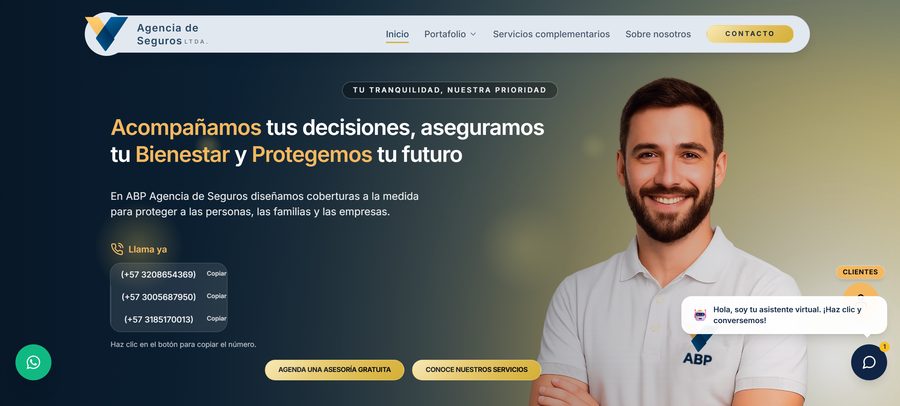 Agencia de
Seguros LTDA.
Inicio
Portafolio
Servicios complementarios
Sobre nosotros
CONTACTO
TU TRANQUILIDAD, NUESTRA PRIORIDAD
Acompañamos tus decisiones, aseguramos
tu Bienestar y Protegemos tu futuro
En ABP Agencia de Seguros diseñamos coberturas a la medida
para proteger a las personas, las familias y las empresas.
Llama ya
(+57 3208654369) Copiar
(+57 3005687950) Copiar
(+57 3185170013) Copiar
Haz clic en el botón para copiar el número.
AGENDA UNA ASESORÍA GRATUITA
CONOCE NUESTROS SERVICIOS
CLIENTES
Hola, soy tu asistente virtual. ¡Haz clic y
conversemos!
ABP
1